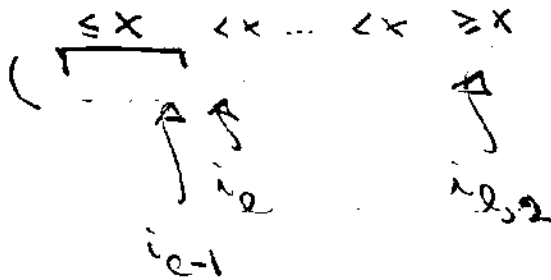 ≤ x < x ... < x ≥ x
(
i_e
i_{e,2}
i_{e-1}